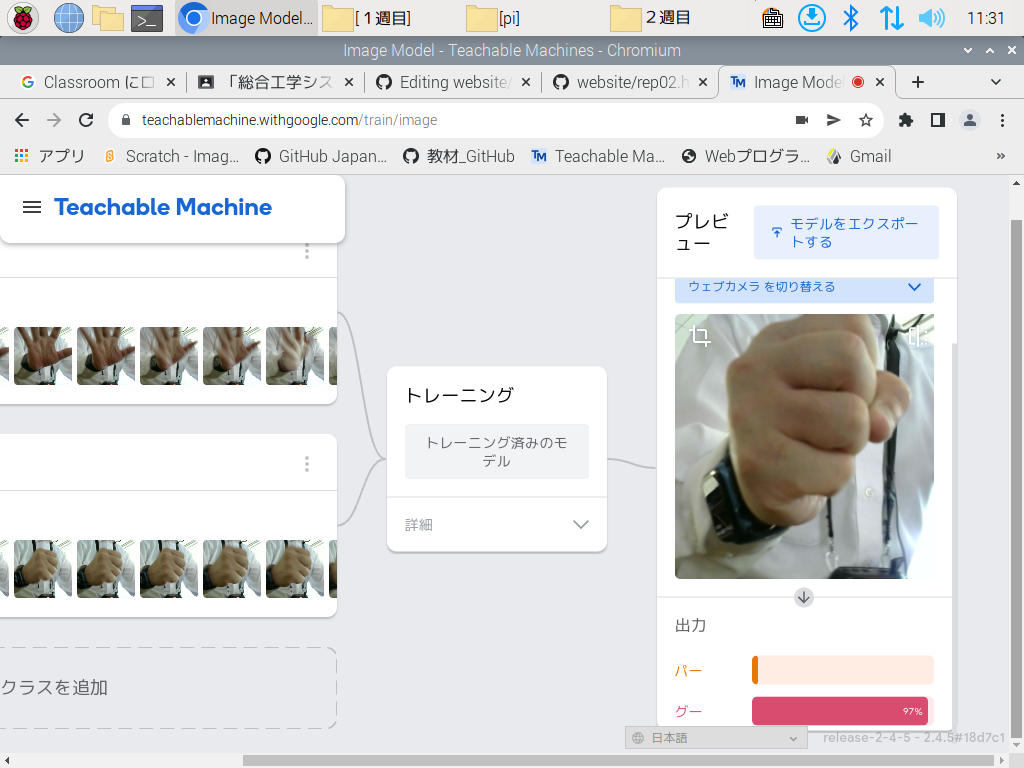 Image Model...
[１週目]
[pi]
２週目
11:31
Image Model - Teachable Machines - Chromium
Classroom にロ
「総合工学シス
Editing website/
website/rep02.h
Image Mode
teachablemachine.withgoogle.com/train/image
アプリ
Scratch - Imag...
GitHub Japan...
教材_GitHub
Teachable Ma...
Webプログラ...
Gmail
»
Teachable Machine
プレビ
ュー
モデルをエクスポー
トする
ウェブカメラ を切り替える
トレーニング
トレーニング済みのモ
デル
詳細
出力
パー
グー
97%
クラスを追加
日本語
release-2-4-5 - 2.4.5#18d7c1